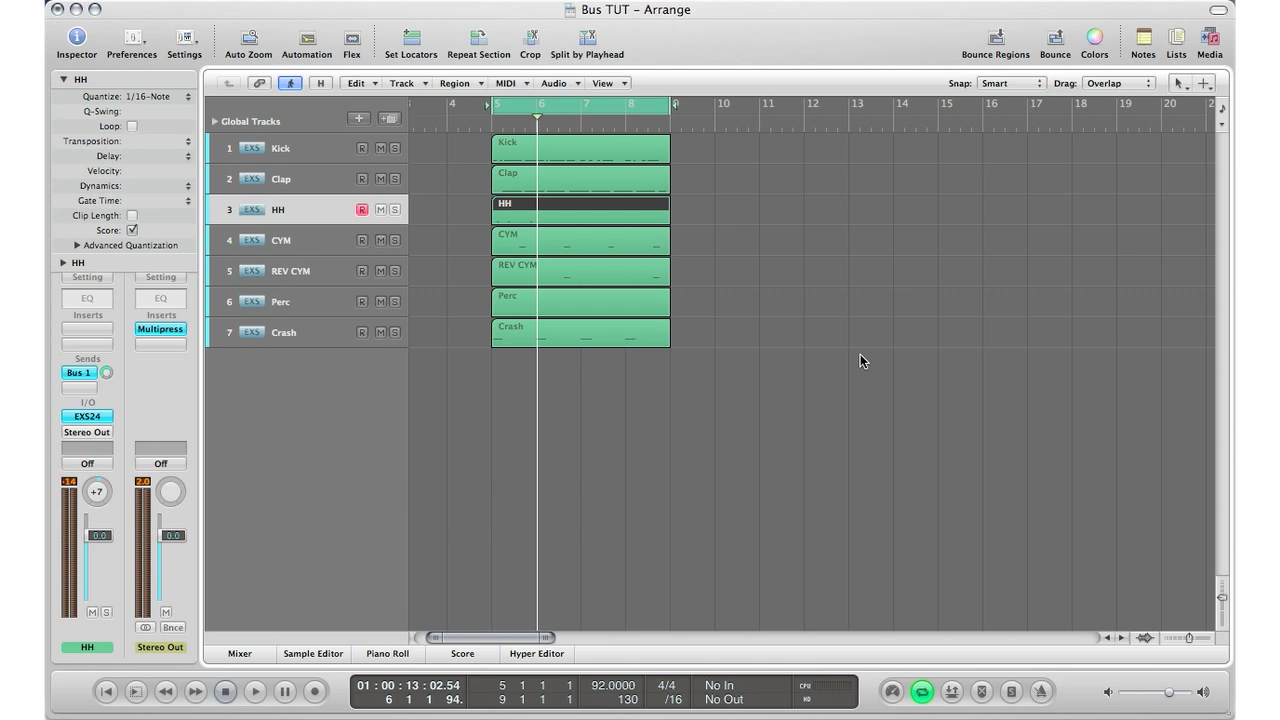 Bus TUT - Arrange
Inspector Preferences Settings Auto Zoom Automation Flex Set Locators Repeat Section Crop Split by Playhead Bounce Regions Bounce Colors Notes Lists Media
HH
H Edit Track Region MIDI Audio View Snap: Smart Drag: Overlap
Quantize: 1/16-Note
Q-Swing:
Loop:
Transposition:
Delay:
Velocity:
Dynamics:
Gate Time:
Clip Length:
Score:
Advanced Quantization
HH
4 5 6 7 8 9 10 11 12 13 14 15 16 17 18 19 20
Global Tracks
1 EXS Kick R M S Kick
2 EXS Clap R M S Clap
3 EXS HH R M S HH
4 EXS CYM R M S CYM
5 EXS REV CYM R M S REV CYM
6 EXS Perc R M S Perc
7 EXS Crash R M S Crash
Setting Setting
EQ EQ
Inserts Inserts
Multipress
Sends
Bus 1
I/O
EXS24
Stereo Out
Off Off
-14 2.0
+7
0.0 0.0
M S M
Bnce
HH Stereo Out
Mixer Sample Editor Piano Roll Score Hyper Editor
01 : 00 : 13 : 02.54 5 1 1 1 92.0000 4/4 No In CPU
6 1 1 94. 9 1 1 1 130 /16 No Out HD
S